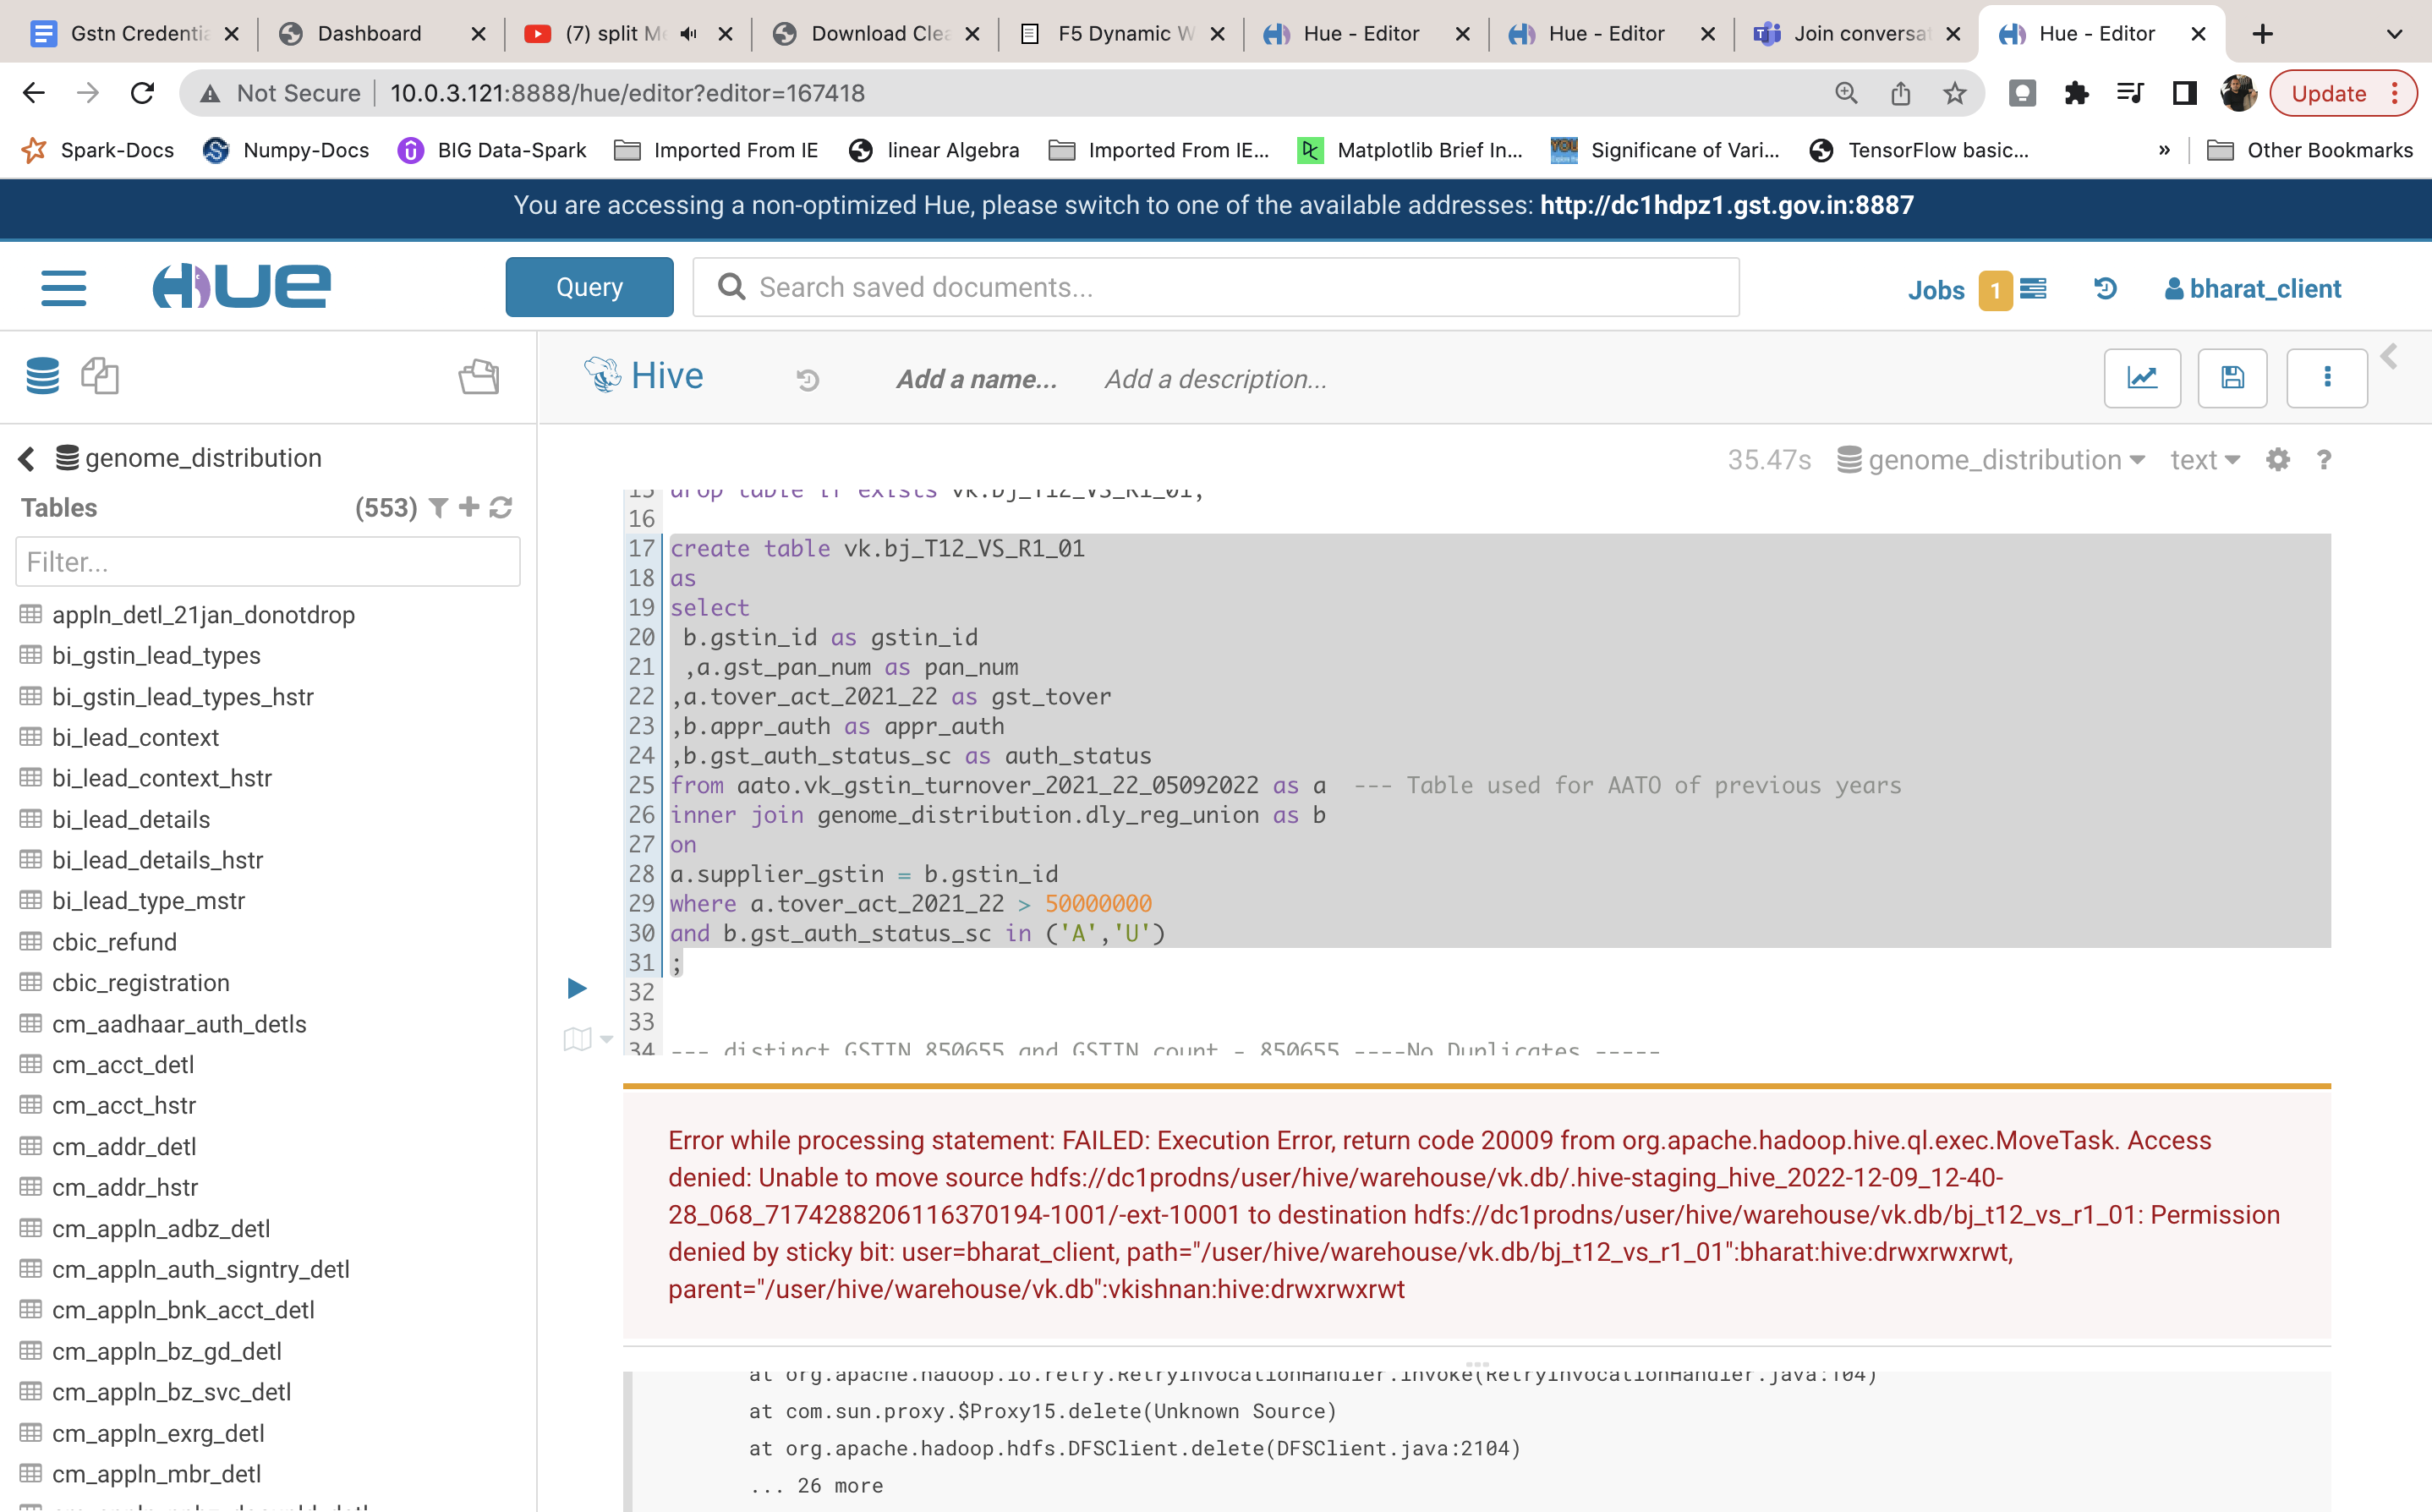 Gstn Credentia
Dashboard
(7) split Me
Download Clea
F5 Dynamic W
Hue - Editor
Hue - Editor
Join conversat
Hue - Editor
Not Secure
10.0.3.121:8888/hue/editor?editor=167418
Update
Spark-Docs
Numpy-Docs
BIG Data-Spark
Imported From IE
linear Algebra
Imported From IE...
Matplotlib Brief In...
Significane of Vari...
TensorFlow basic...
»
Other Bookmarks
You are accessing a non-optimized Hue, please switch to one of the available addresses: http://dc1hdpz1.gst.gov.in:8887
HUE
Query
Search saved documents...
Jobs 1
bharat_client
Hive
Add a name...
Add a description...
genome_distribution
Tables (553)
Filter...
appln_detl_21jan_donotdrop
bi_gstin_lead_types
bi_gstin_lead_types_hstr
bi_lead_context
bi_lead_context_hstr
bi_lead_details
bi_lead_details_hstr
bi_lead_type_mstr
cbic_refund
cbic_registration
cm_aadhaar_auth_detls
cm_acct_detl
cm_acct_hstr
cm_addr_detl
cm_addr_hstr
cm_appln_adbz_detl
cm_appln_auth_signtry_detl
cm_appln_bnk_acct_detl
cm_appln_bz_gd_detl
cm_appln_bz_svc_detl
cm_appln_exrg_detl
cm_appln_mbr_detl
35.47s genome_distribution text ?
15 drop table if exists vk.bj_T12_VS_R1_01;
16
17 create table vk.bj_T12_VS_R1_01
18 as
19 select
20 b.gstin_id as gstin_id
21 ,a.gst_pan_num as pan_num
22 ,a.tover_act_2021_22 as gst_tover
23 ,b.appr_auth as appr_auth
24 ,b.gst_auth_status_sc as auth_status
25 from aato.vk_gstin_turnover_2021_22_05092022 as a --- Table used for AATO of previous years
26 inner join genome_distribution.dly_reg_union as b
27 on
28 a.supplier_gstin = b.gstin_id
29 where a.tover_act_2021_22 > 50000000
30 and b.gst_auth_status_sc in ('A','U')
31 ;
32
33
34 --- distinct GSTIN 850655 and GSTIN count - 850655 ----No Duplicates -----
Error while processing statement: FAILED: Execution Error, return code 20009 from org.apache.hadoop.hive.ql.exec.MoveTask. Access
denied: Unable to move source hdfs://dc1prodns/user/hive/warehouse/vk.db/.hive-staging_hive_2022-12-09_12-40-
28_068_7174288206116370194-1001/-ext-10001 to destination hdfs://dc1prodns/user/hive/warehouse/vk.db/bj_t12_vs_r1_01: Permission
denied by sticky bit: user=bharat_client, path="/user/hive/warehouse/vk.db/bj_t12_vs_r1_01":bharat:hive:drwxrwxrwt,
parent="/user/hive/warehouse/vk.db":vkishnan:hive:drwxrwxrwt
at org.apache.hadoop.io.retry.RetryInvocationHandler.invoke(RetryInvocationHandler.java:104)
at com.sun.proxy.$Proxy15.delete(Unknown Source)
at org.apache.hadoop.hdfs.DFSClient.delete(DFSClient.java:2104)
... 26 more